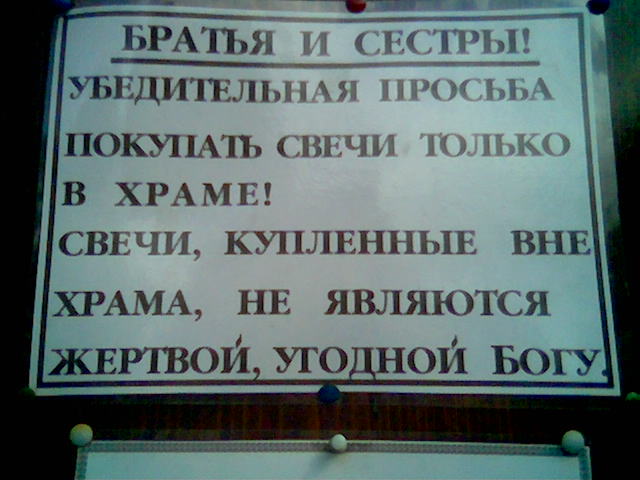 БРАТЬЯ И СЕСТРЫ!
УБЕДИТЕЛЬНАЯ ПРОСЬБА
ПОКУПАТЬ СВЕЧИ ТОЛЬКО
В ХРАМЕ!
СВЕЧИ, КУПЛЕННЫЕ ВНЕ
ХРАМА, НЕ ЯВЛЯЮТСЯ
ЖЕРТВОЙ, УГОДНОЙ БОГУ.